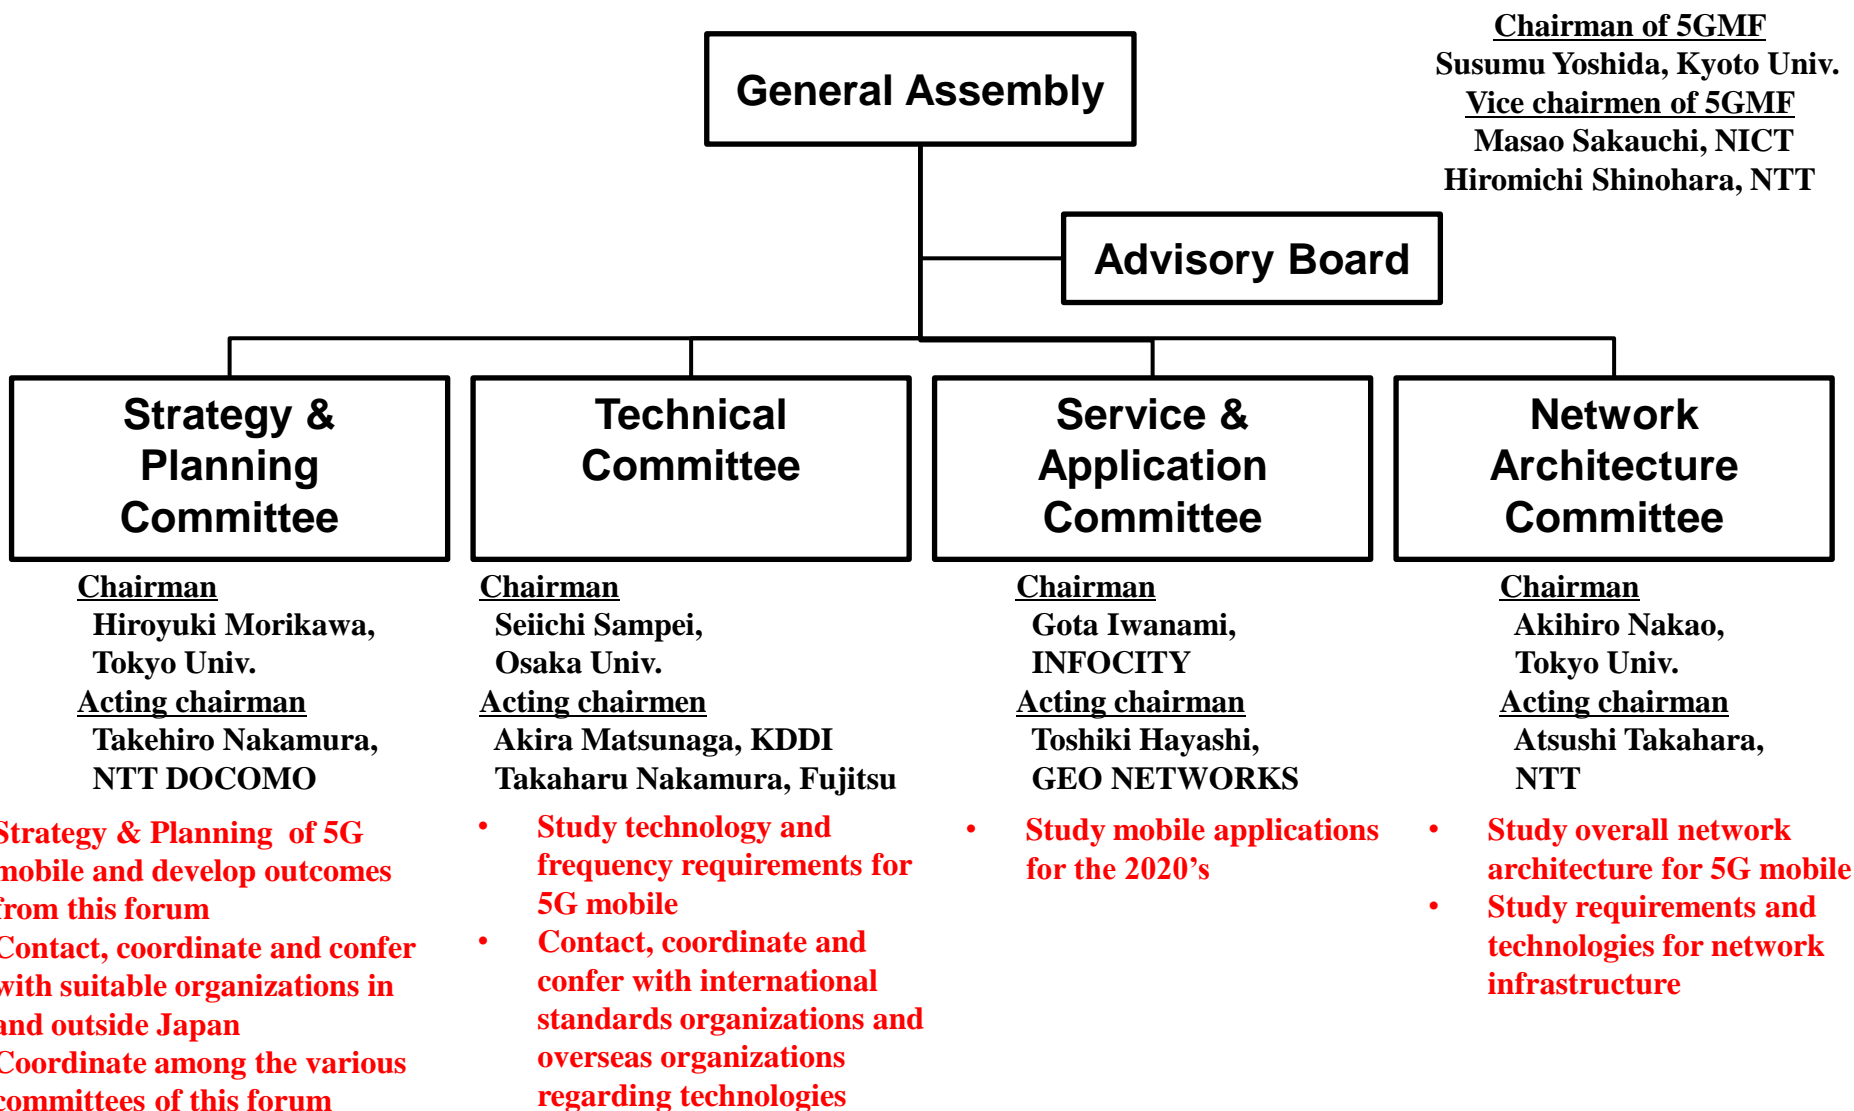 Chairman of 5GMF
Susumu Yoshida, Kyoto Univ.
Vice chairmen of 5GMF
Masao Sakauchi, NICT
Hiromichi Shinohara, NTT
General Assembly
Advisory Board
Strategy &
Planning
Committee
Chairman
Hiroyuki Morikawa,
Tokyo Univ.
Acting chairman
Takehiro Nakamura,
NTT DOCOMO
Strategy & Planning of 5G
mobile and develop outcomes
from this forum
Contact, coordinate and confer
with suitable organizations in
and outside Japan
Coordinate among the various
committees of this forum
Technical
Committee
Chairman
Seiichi Sampei,
Osaka Univ.
Acting chairmen
Akira Matsunaga, KDDI
Takaharu Nakamura, Fujitsu
• Study technology and
frequency requirements for
5G mobile
• Contact, coordinate and
confer with international
standards organizations and
overseas organizations
regarding technologies
Service &
Application
Committee
Chairman
Gota Iwanami,
INFOCITY
Acting chairman
Toshiki Hayashi,
GEO NETWORKS
• Study mobile applications
for the 2020’s
Network
Architecture
Committee
Chairman
Akihiro Nakao,
Tokyo Univ.
Acting chairman
Atsushi Takahara,
NTT
• Study overall network
architecture for 5G mobile
• Study requirements and
technologies for network
infrastructure